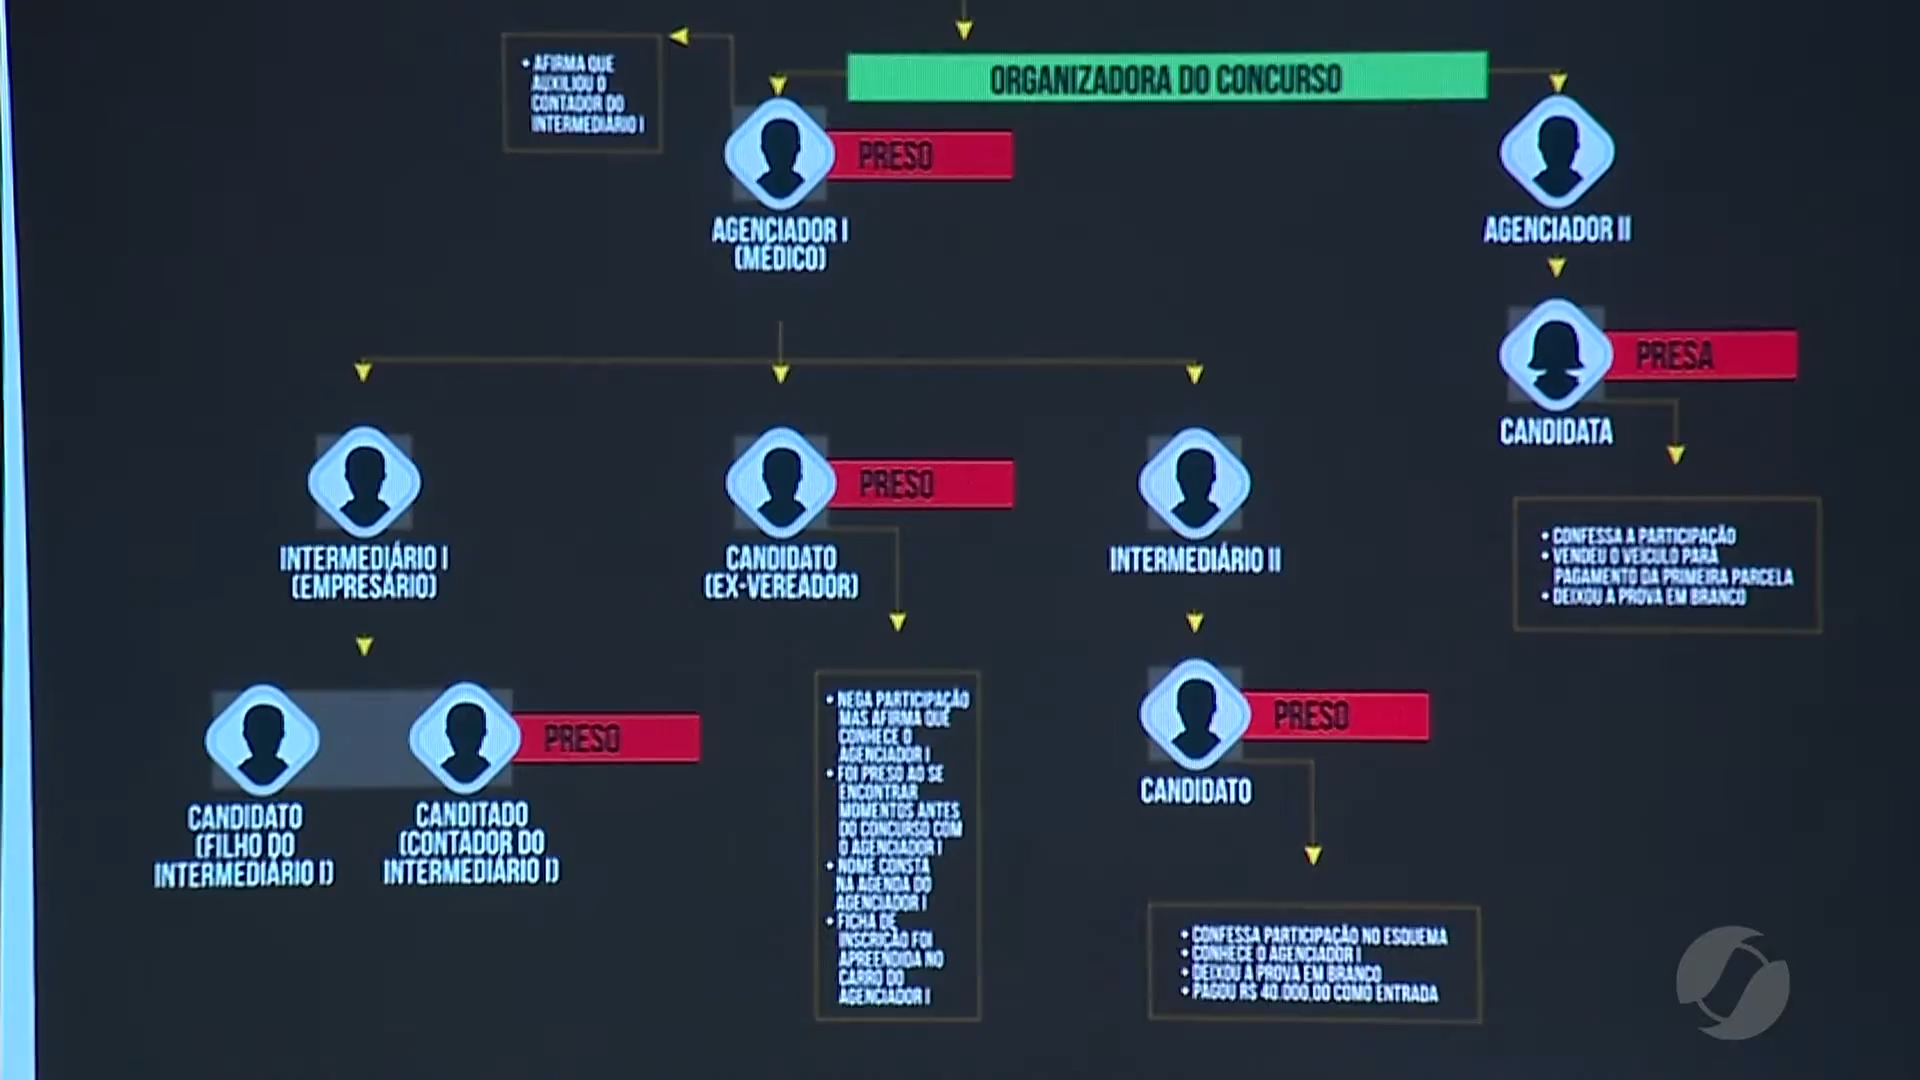 • AFIRMA QUE
AUXILIOU O
CONTADOR DO
INTERMEDIÁRIO I
ORGANIZADORA DO CONCURSO
PRESO
AGENCIADOR I
(MÉDICO)
AGENCIADOR II
PRESA
CANDIDATA
• CONFESSA A PARTICIPAÇÃO
• VENDEU O VEÍCULO PARA
PAGAMENTO DA PRIMEIRA PARCELA
• DEIXOU A PROVA EM BRANCO
INTERMEDIÁRIO I
(EMPRESÁRIO)
PRESO
CANDIDATO
(EX-VEREADOR)
INTERMEDIÁRIO II
CANDIDATO
(FILHO DO
INTERMEDIÁRIO I)
PRESO
CANDITADO
(CONTADOR DO
INTERMEDIÁRIO I)
• NEGA PARTICIPAÇÃO
MAS AFIRMA QUE
CONHECE O
AGENCIADOR I
• FOI PRESO AO SE
ENCONTRAR
MOMENTOS ANTES
DO CONCURSO COM
O AGENCIADOR I
• NOME CONSTA
NA AGENDA DO
AGENCIADOR I
• FICHA DE
INSCRIÇÃO FOI
APREENDIDA NO
CARRO DO
AGENCIADOR I
PRESO
CANDIDATO
• CONFESSA PARTICIPAÇÃO NO ESQUEMA
• CONHECE O AGENCIADOR I
• DEIXOU A PROVA EM BRANCO
• PAGOU R$ 40.000,00 COMO ENTRADA